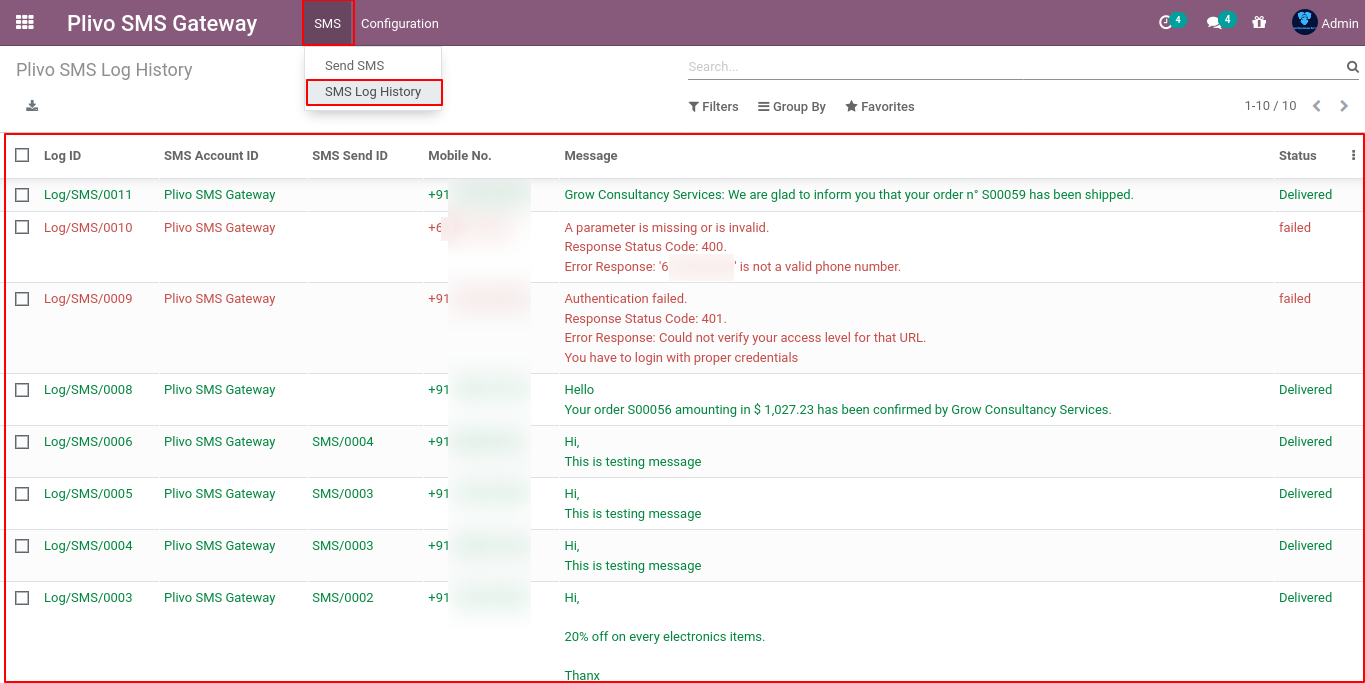 Plivo SMS Gateway SMS Configuration 4 4 Admin
Plivo SMS Log History Send SMS Search...
SMS Log History
Filters Group By Favorites 1-10 / 10
Log ID SMS Account ID SMS Send ID Mobile No. Message Status
Log/SMS/0011 Plivo SMS Gateway +91 Grow Consultancy Services: We are glad to inform you that your order n° S00059 has been shipped. Delivered
Log/SMS/0010 Plivo SMS Gateway +6 A parameter is missing or is invalid. failed
Response Status Code: 400.
Error Response: '6 ' is not a valid phone number.
Log/SMS/0009 Plivo SMS Gateway +91 Authentication failed. failed
Response Status Code: 401.
Error Response: Could not verify your access level for that URL.
You have to login with proper credentials
Log/SMS/0008 Plivo SMS Gateway +91 Hello Delivered
Your order S00056 amounting in $ 1,027.23 has been confirmed by Grow Consultancy Services.
Log/SMS/0006 Plivo SMS Gateway SMS/0004 +91 Hi, Delivered
This is testing message
Log/SMS/0005 Plivo SMS Gateway SMS/0003 +91 Hi, Delivered
This is testing message
Log/SMS/0004 Plivo SMS Gateway SMS/0003 +91 Hi, Delivered
This is testing message
Log/SMS/0003 Plivo SMS Gateway SMS/0002 +91 Hi, Delivered
20% off on every electronics items.
Thanx